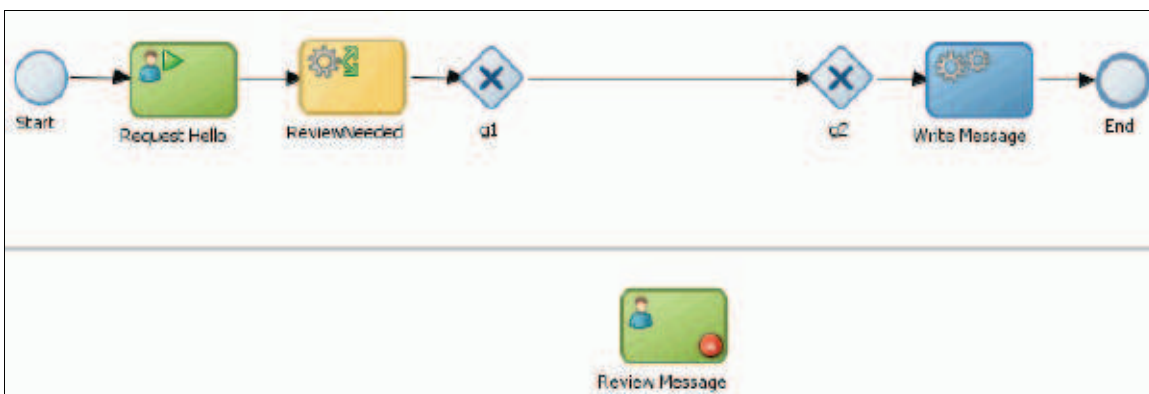 Start
Request Hello
ReviewNeeded
g1
g2
Write Message
End
Review Message